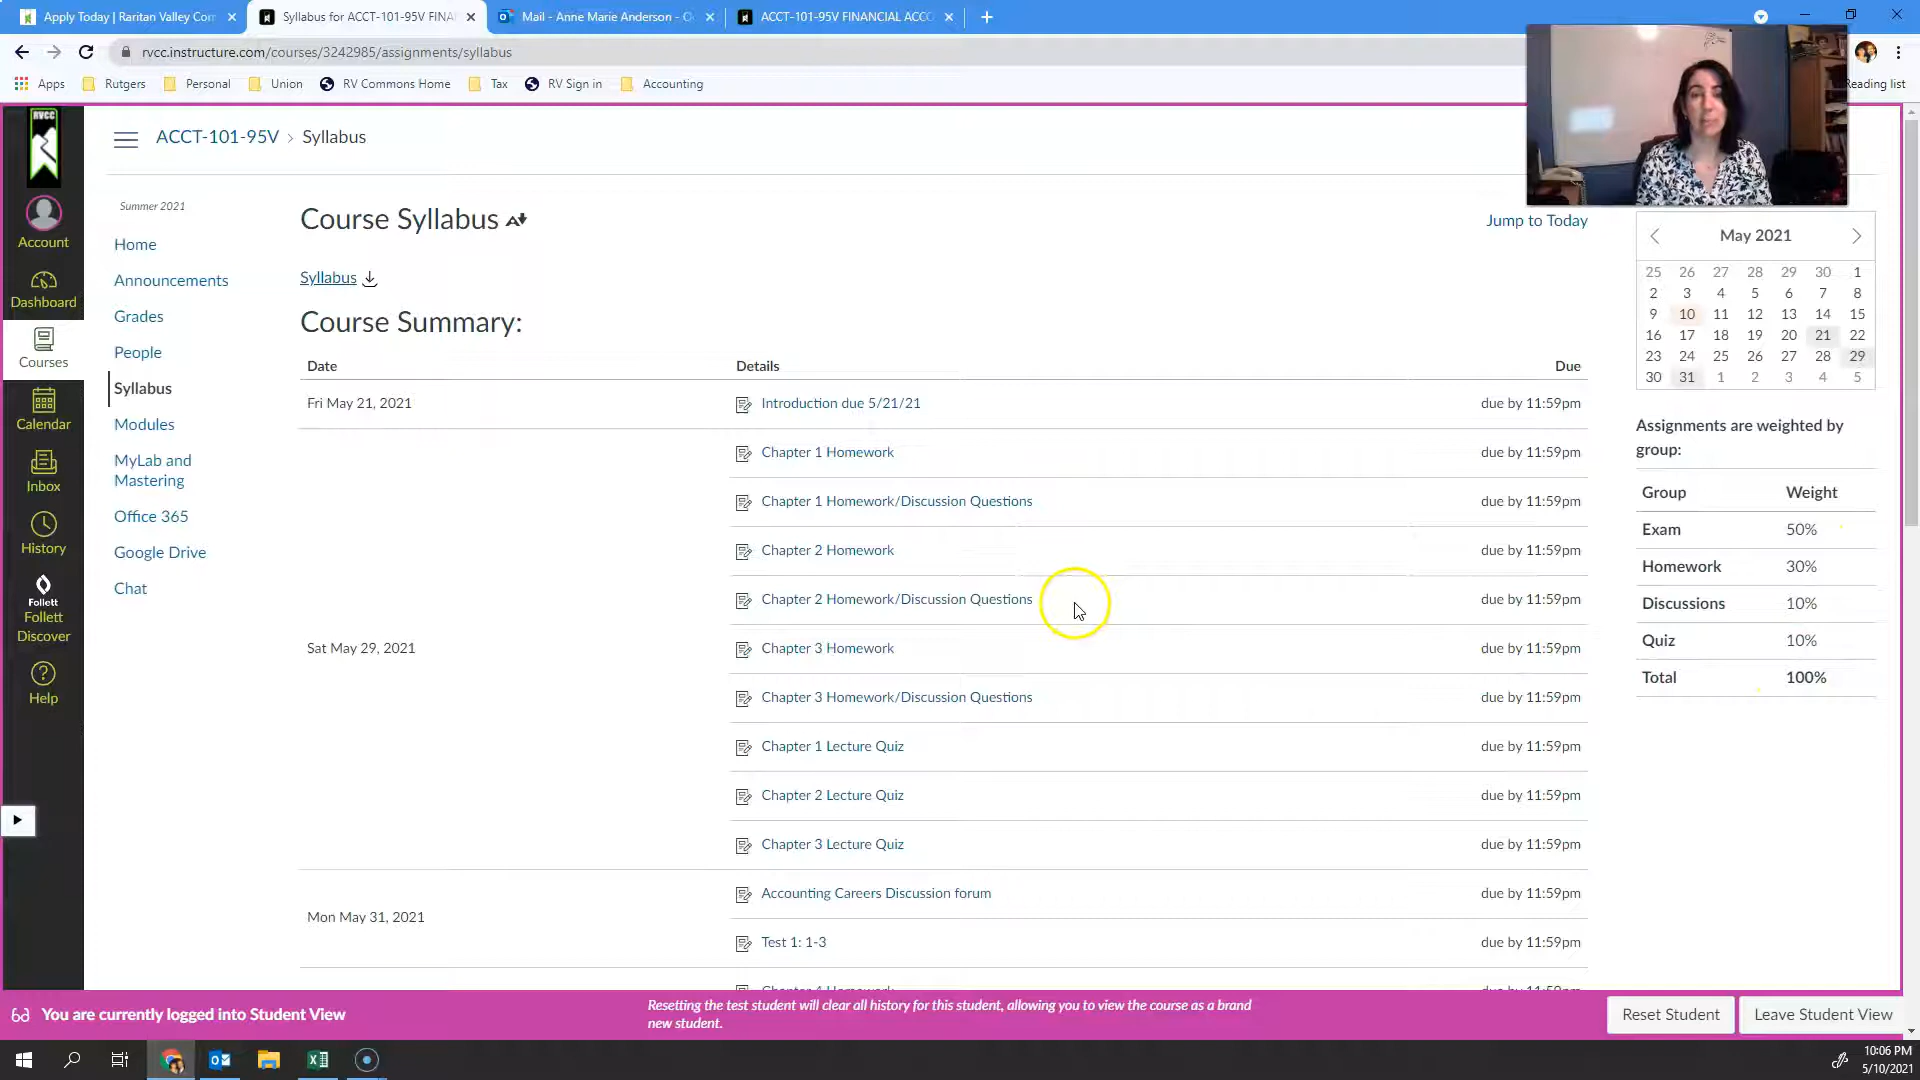 Apply Today | Raritan Valley Com
Syllabus for ACCT-101-95V FINA
Mail - Anne Marie Anderson - O
ACCT-101-95V FINANCIAL ACCO
rvcc.instructure.com/courses/3242985/assignments/syllabus
Apps
Rutgers
Personal
Union
RV Commons Home
Tax
RV Sign in
Accounting
Reading list
RVCC
Account
Dashboard
Courses
Calendar
Inbox
History
Follett
Follett
Discover
Help
ACCT-101-95V › Syllabus
Summer 2021
Home
Announcements
Grades
People
Syllabus
Modules
MyLab and
Mastering
Office 365
Google Drive
Chat
Course Syllabus
Jump to Today
Syllabus
Course Summary:
Date Details Due
Fri May 21, 2021 Introduction due 5/21/21 due by 11:59pm
Chapter 1 Homework due by 11:59pm
Chapter 1 Homework/Discussion Questions due by 11:59pm
Chapter 2 Homework due by 11:59pm
Chapter 2 Homework/Discussion Questions due by 11:59pm
Sat May 29, 2021 Chapter 3 Homework due by 11:59pm
Chapter 3 Homework/Discussion Questions due by 11:59pm
Chapter 1 Lecture Quiz due by 11:59pm
Chapter 2 Lecture Quiz due by 11:59pm
Chapter 3 Lecture Quiz due by 11:59pm
Accounting Careers Discussion forum due by 11:59pm
Mon May 31, 2021
Test 1: 1-3 due by 11:59pm
Chapter 4 Homework
May 2021
25 26 27 28 29 30 1
2 3 4 5 6 7 8
9 10 11 12 13 14 15
16 17 18 19 20 21 22
23 24 25 26 27 28 29
30 31 1 2 3 4 5
Assignments are weighted by
group:
Group Weight
Exam 50%
Homework 30%
Discussions 10%
Quiz 10%
Total 100%
You are currently logged into Student View
Resetting the test student will clear all history for this student, allowing you to view the course as a brand
new student.
Reset Student
Leave Student View
10:06 PM
5/10/2021